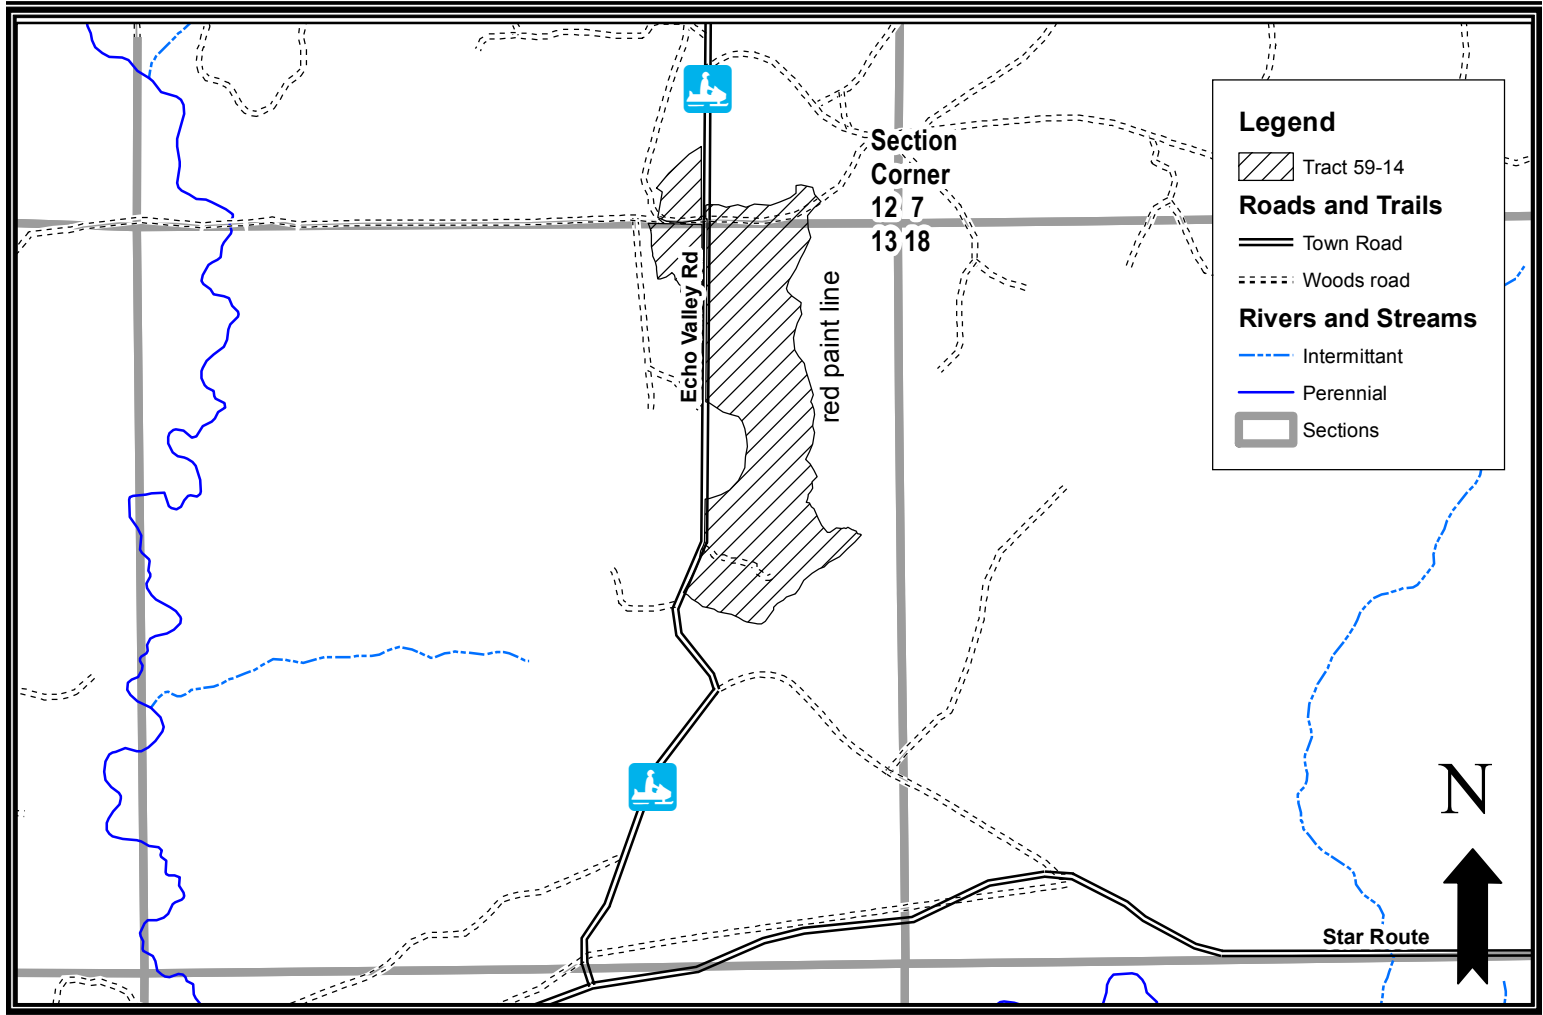 Section
Corner
12 7
13 18
Echo Valley Rd
red paint line
Legend
Tract 59-14
Roads and Trails
Town Road
Woods road
Rivers and Streams
Intermittant
Perennial
Sections
N
Star Route